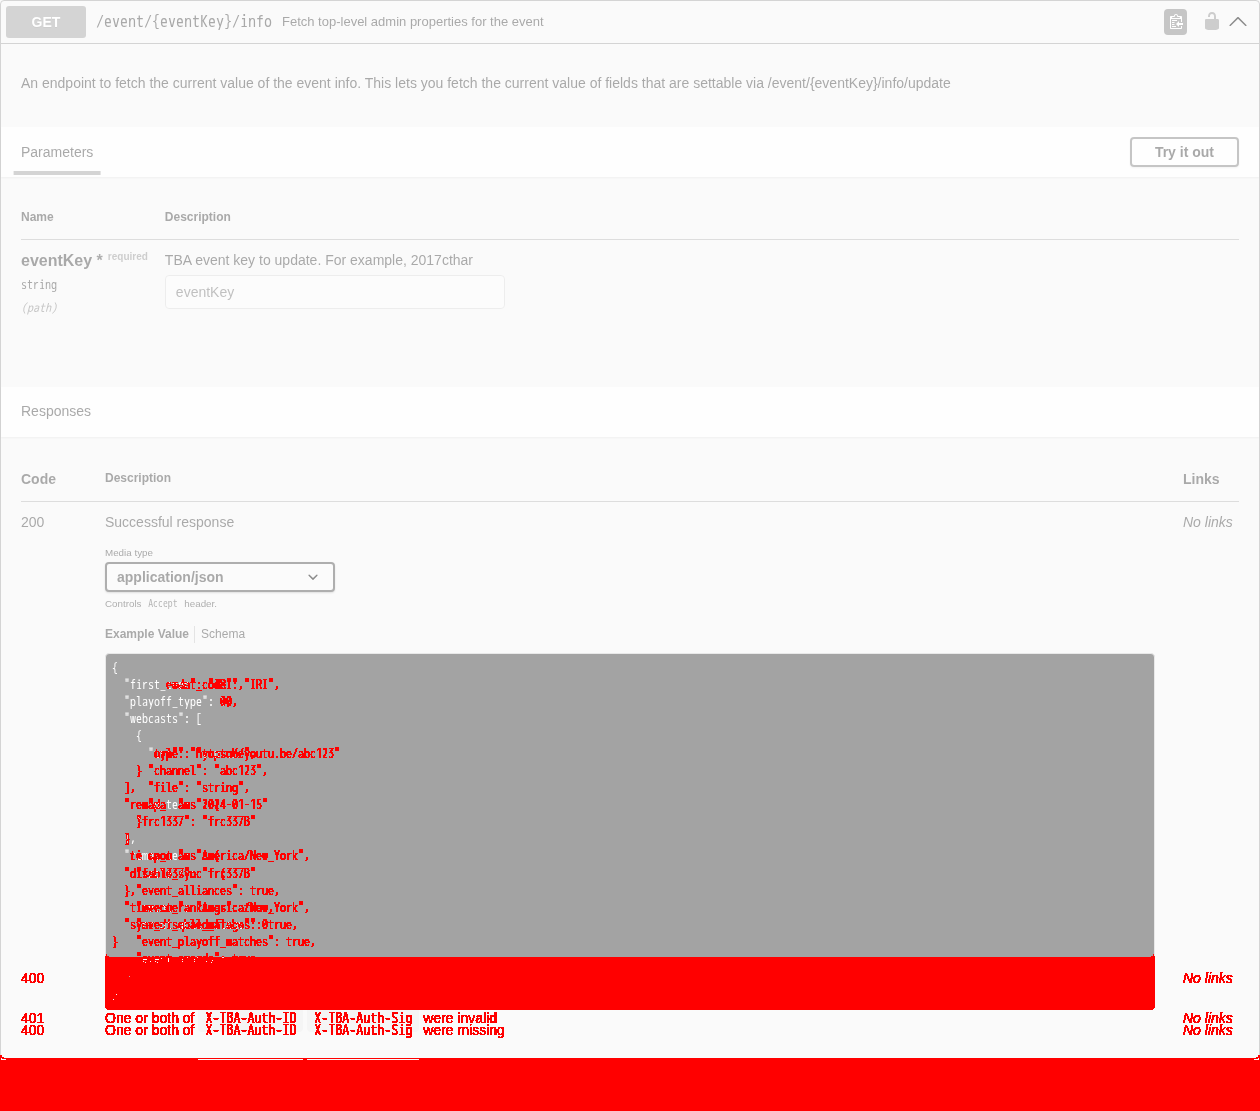 GET /event/{eventKey}/info Fetch top-level admin properties for the event
An endpoint to fetch the current value of the event info. This lets you fetch the current value of fields that are settable via /event/{eventKey}/info/update
Parameters
Try it out
Name Description
eventKey * required TBA event key to update. For example, 2017cthar
string
eventKey
(path)
Responses
Code Description Links
200 Successful response No links
Media type
application/json
Controls Accept header.
Example Value Schema
{
"playoff_type":
"webcasts": [
{
} "channel": "abc123",
], "file": "string",
"frc1337": "frc337B"
},"event_alliances": true,
} "event_playoff_matches": true,
400 No links
401 One or both of X-TBA-Auth-ID X-TBA-Auth-Sig were invalid No links
400 One or both of X-TBA-Auth-ID X-TBA-Auth-Sig were missing No links